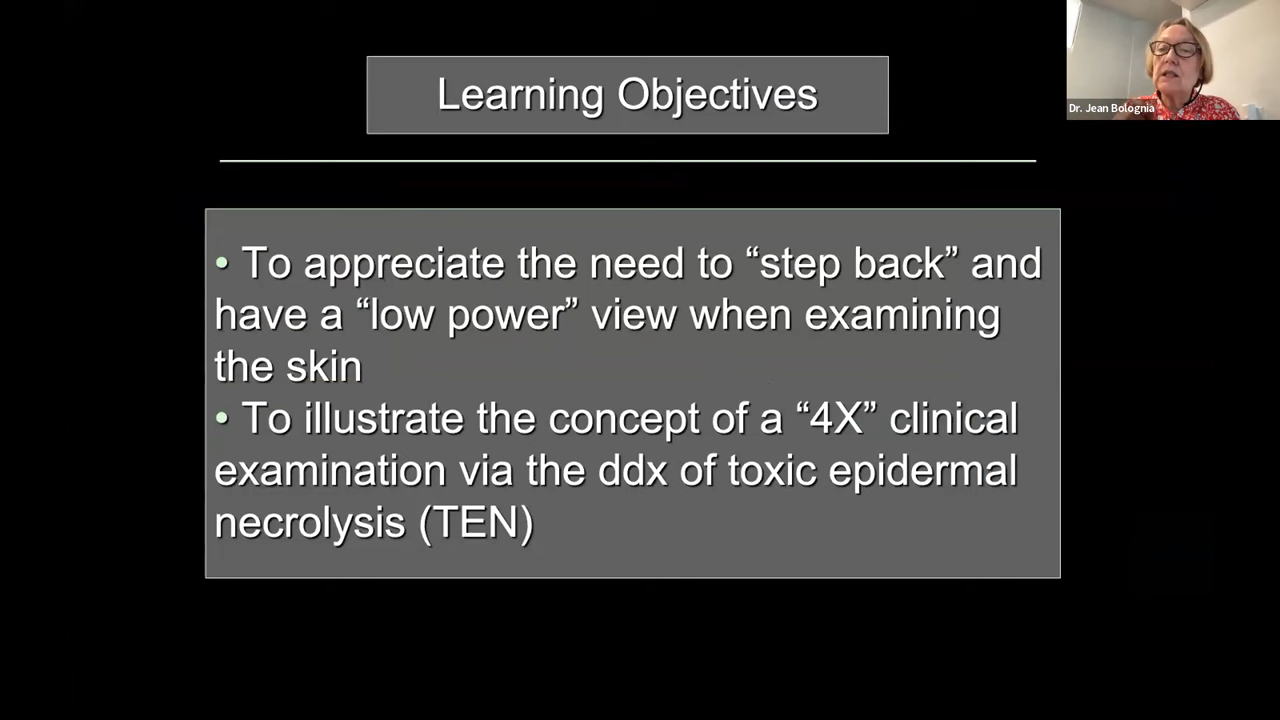 Learning Objectives
Dr. Jean Bolognia
• To appreciate the need to “step back” and
have a “low power” view when examining
the skin
• To illustrate the concept of a “4X” clinical
examination via the ddx of toxic epidermal
necrolysis (TEN)